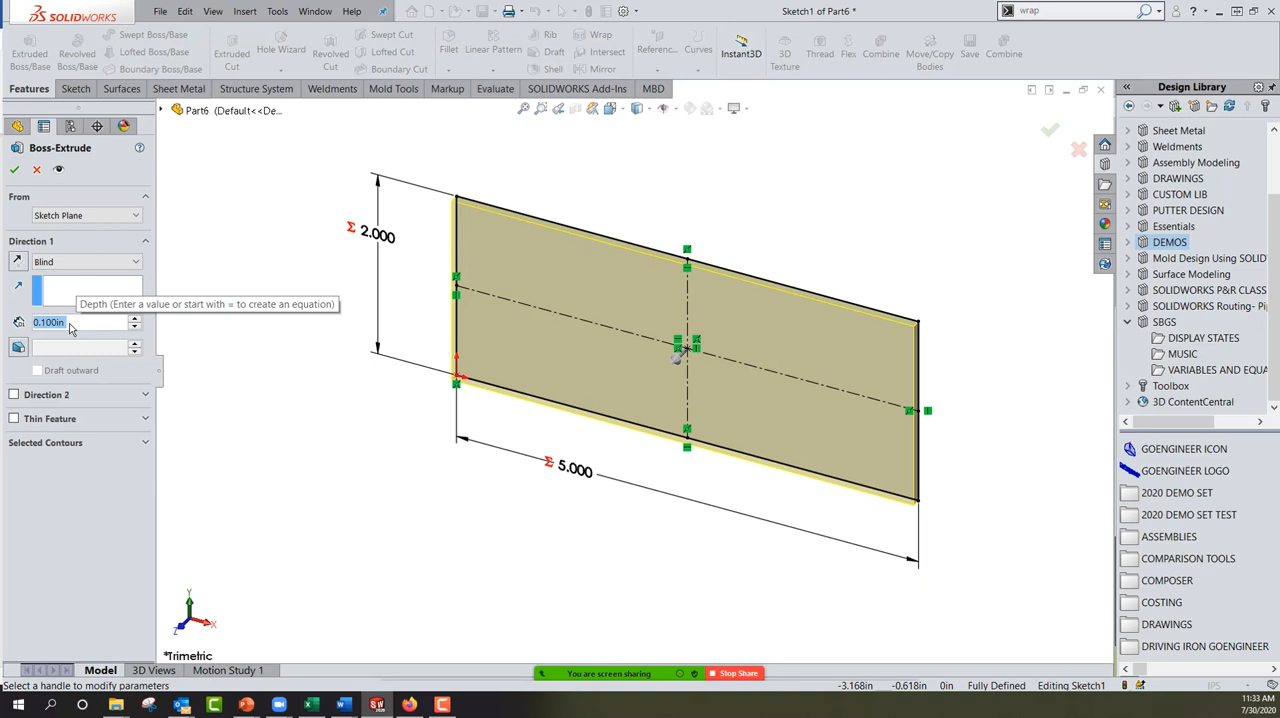 SOLIDWORKS File Edit View Insert Tools Window Help Sketch1 of Part6 * wrap
Extruded Boss/Base Revolved Boss/Base Swept Boss/Base Lofted Boss/Base Boundary Boss/Base Extruded Cut Hole Wizard Revolved Cut Swept Cut Lofted Cut Boundary Cut Fillet Linear Pattern Rib Draft Shell Wrap Intersect Mirror Referenc... Curves Instant3D 3D Texture Thread Flex Combine Move/Copy Bodies Save Combine
Features Sketch Surfaces Sheet Metal Structure System Weldments Mold Tools Markup Evaluate SOLIDWORKS Add-Ins MBD
Part6 (Default<<De...
Boss-Extrude
From
Sketch Plane
Direction 1
Blind
Depth (Enter a value or start with = to create an equation)
0.100in
Draft outward
Direction 2
Thin Feature
Selected Contours
Σ 2.000
Σ 5.000
Y
X
Z
*Trimetric
Design Library
Sheet Metal
Weldments
Assembly Modeling
DRAWINGS
CUSTOM LIB
PUTTER DESIGN
Essentials
DEMOS
Mold Design Using SOLID
Surface Modeling
SOLIDWORKS P&R CLASS
SOLIDWORKS Routing- Pi
SBGS
DISPLAY STATES
MUSIC
VARIABLES AND EQUA
Toolbox
3D ContentCentral
GOENGINEER ICON
GOENGINEER LOGO
2020 DEMO SET
2020 DEMO SET TEST
ASSEMBLIES
COMPARISON TOOLS
COMPOSER
COSTING
DRAWINGS
DRIVING IRON GOENGINEER
Model 3D Views Motion Study 1
You are screen sharing Stop Share
Select a handle to modify parameters -3.168in -0.618in 0in Fully Defined Editing Sketch1 IPS
11:33 AM
7/30/2020